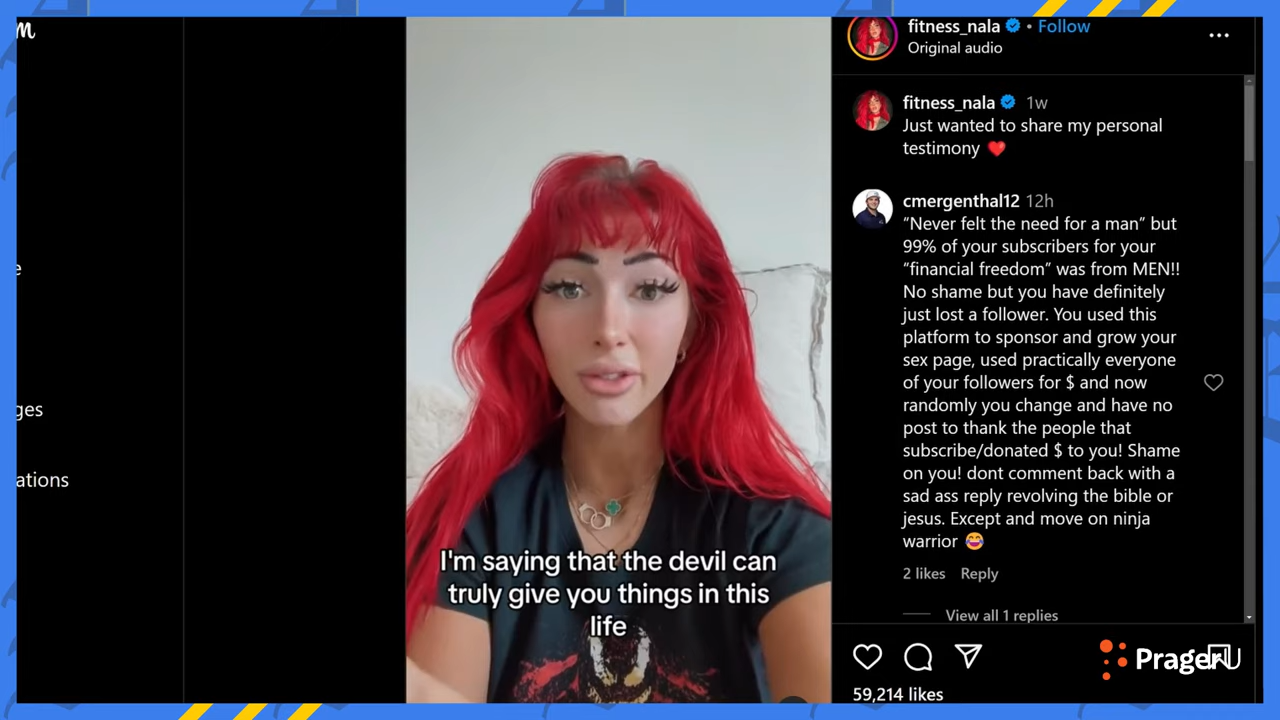 m
e
ges
ations
I'm saying that the devil can
truly give you things in this
life
fitness_nala • Follow
Original audio
fitness_nala 1w
Just wanted to share my personal
testimony ❤️
cmergenthal12 12h
“Never felt the need for a man” but
99% of your subscribers for your
“financial freedom” was from MEN!!
No shame but you have definitely
just lost a follower. You used this
platform to sponsor and grow your
sex page, used practically everyone
of your followers for $ and now
randomly you change and have no
post to thank the people that
subscribe/donated $ to you! Shame
on you! dont comment back with a
sad ass reply revolving the bible or
jesus. Except and move on ninja
warrior 😂
2 likes Reply
View all 1 replies
PragerU
59,214 likes